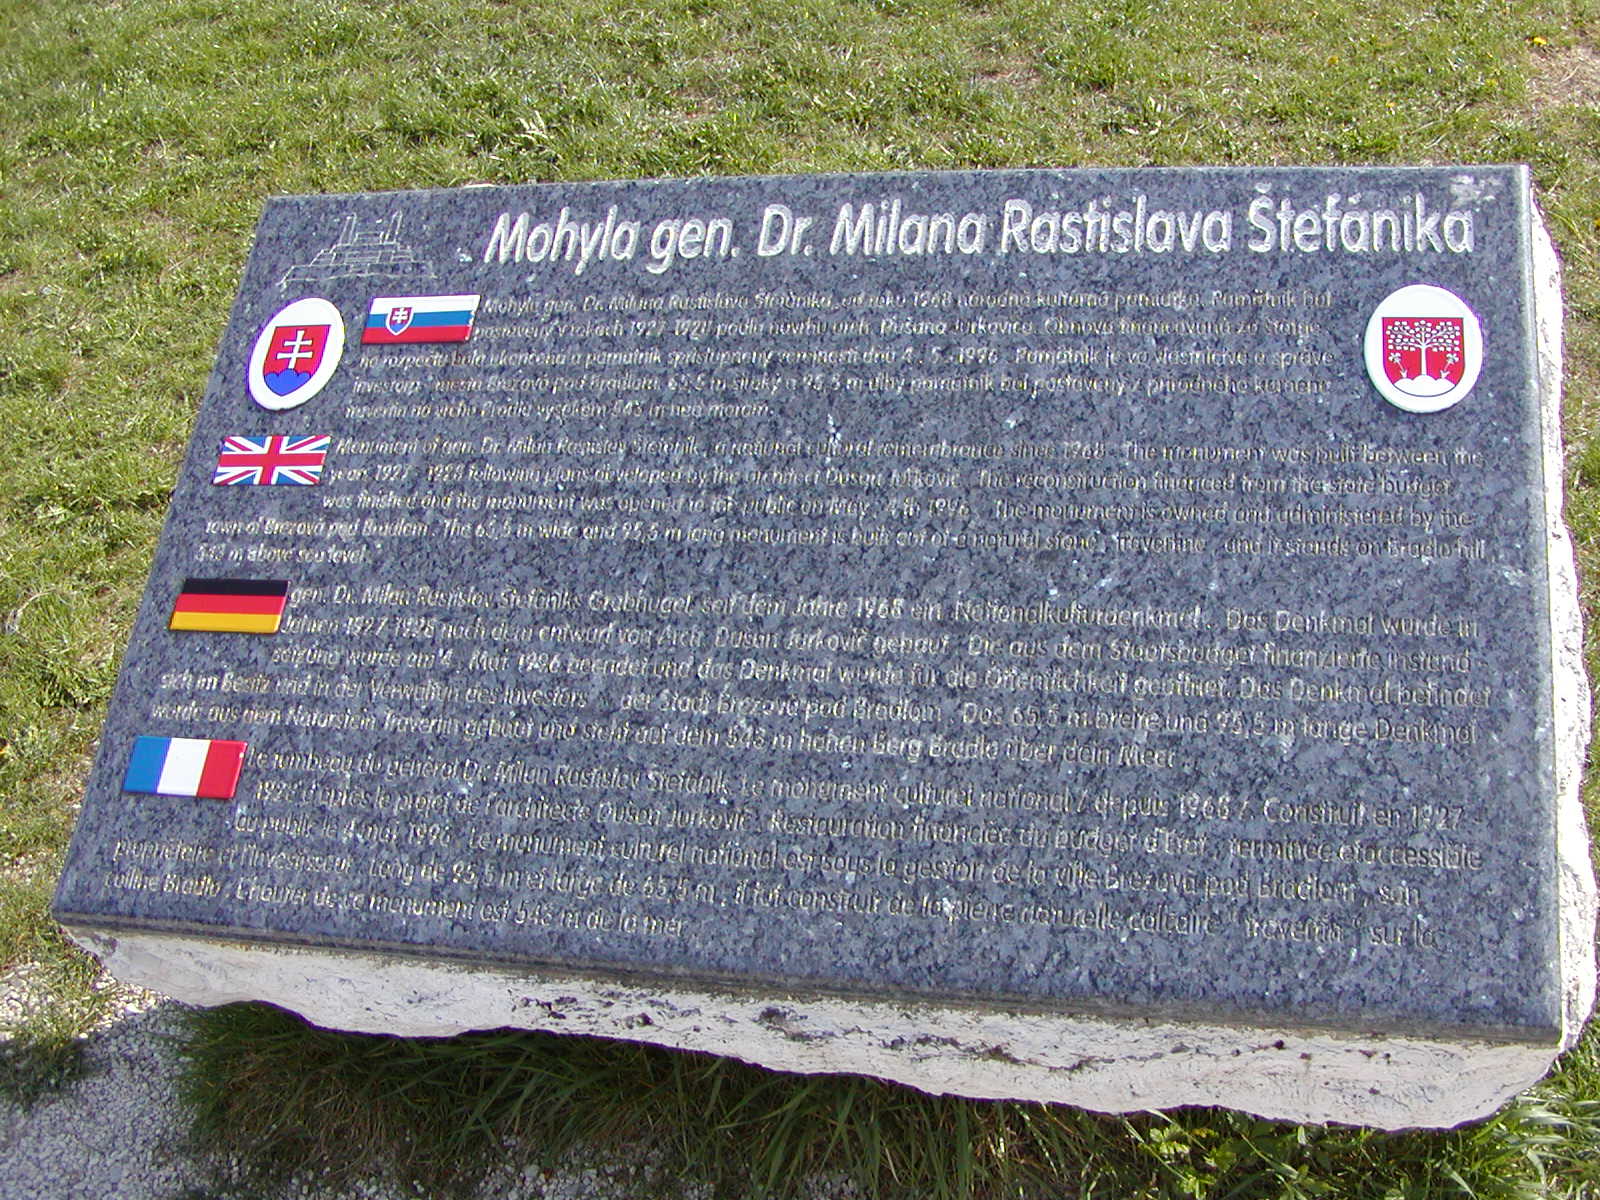 Mohyla gen. Dr. Milana Rastislava Štefánika
Mohyla gen. Dr. Milana Rastislava Štefánika, od roku 1968 národná kultúrna pamiatka. Pamätník bol
postavený v rokoch 1927-1928 podľa návrhu arch. Dušana Jurkoviča. Obnova financovaná zo štátne-
ho rozpočtu bola ukončená a pamätník sprístupnený verejnosti dňa 4. 5. 1996. Pamätník je vo vlastníctve a správe
investora mesta Brezová pod Bradlom. 65,5 m široký a 95,5 m dlhý pamätník bol postavený z prírodného kameňa
travertín na vrchu Bradlo vysokom 543 m nad morom.
Monument of gen. Dr. Milan Rastislav Štefánik, a national cultural remembrance since 1968. The monument was built between the
years 1927 - 1928 following plans developed by the architect Dušan Jurkovič. The reconstruction financed from the state budget
was finished and the monument was opened to the public on May, 4 th 1996. The monument is owned and administered by the
town of Brezová pod Bradlom. The 65,5 m wide and 95,5 m long monument is built out of a natural stone, Travertine, and it stands on Bradlo hill
543 m above sea level.
gen. Dr. Milan Rastislav Štefániks Grabhügel, seit dem Jahre 1968 ein Nationalkulturdenkmal. Das Denkmal wurde in
Jahren 1927-1928 nach dem entwurf von Arch. Dušan Jurkovič gebaut. Die aus dem Staatsbudget finanzierte Instand -
setzung wurde am 4. Mai 1996 beendet und das Denkmal wurde für die Öffentlichkeit geöffnet. Das Denkmal befindet
sich im Besitz und in der Verwaltun des Investors der Stadt Brezová pod Bradlom. Das 65,5 m breite und 95,5 m lange Denkmal
wurde aus dem Naturstein Travertin gebaut und steht auf dem 543 m hohen Berg Bradlo über dem Meer.
Le tombeau du général Dr. Milan Rastislav Štefánik. Le monument culturel national / depuis 1968 /. Construit en 1927 -
1928 d'après le projet de l'architecte Dušan Jurkovič. Restauration financée du budget d'État, terminée et accessible
au public le 4 mai 1996. Le monument culturel national est sous la gestion de la ville Brezová pod Bradlom, son
propriétaire et l'investisseur. Long de 95,5 m et large de 65,5 m, il fut construit de la pierre naturelle calcaire " travertin " sur la
colline Bradlo. L'hauter de ce monument est 543 m de la mer.